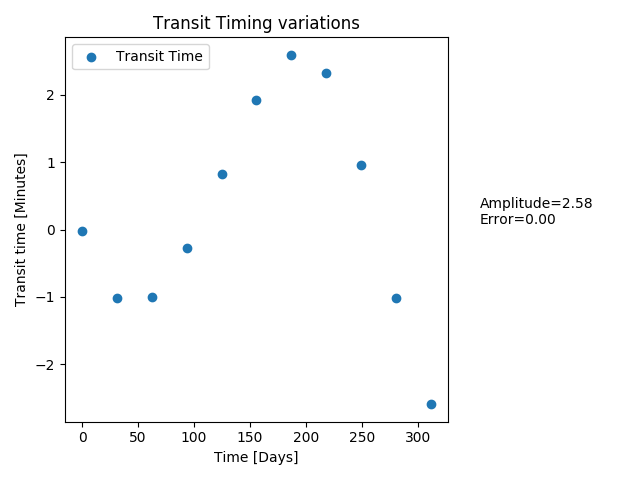 Transit Timing variations
Transit Time
Transit time [Minutes]
2
1
0
−1
−2
0 50 100 150 200 250 300
Time [Days]
Amplitude=2.58
Error=0.00